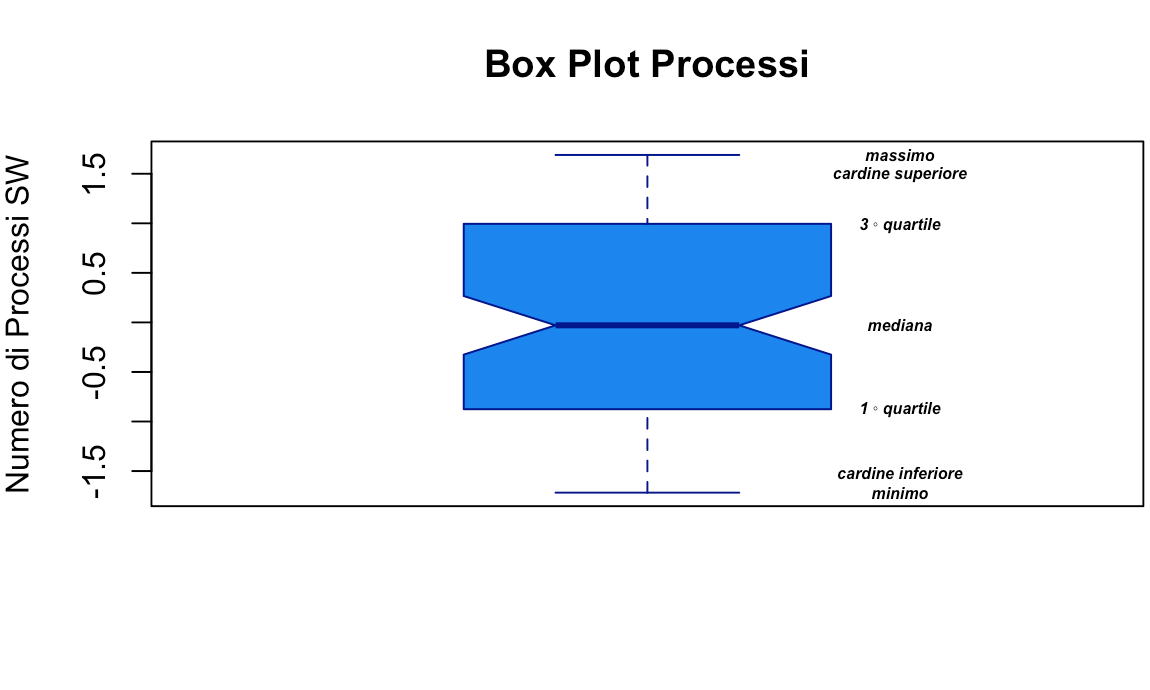 Box Plot Processi
Numero di Processi SW
1.5
0.5
-0.5
-1.5
massimo
cardine superiore
3 ◦ quartile
mediana
1 ◦ quartile
cardine inferiore
minimo